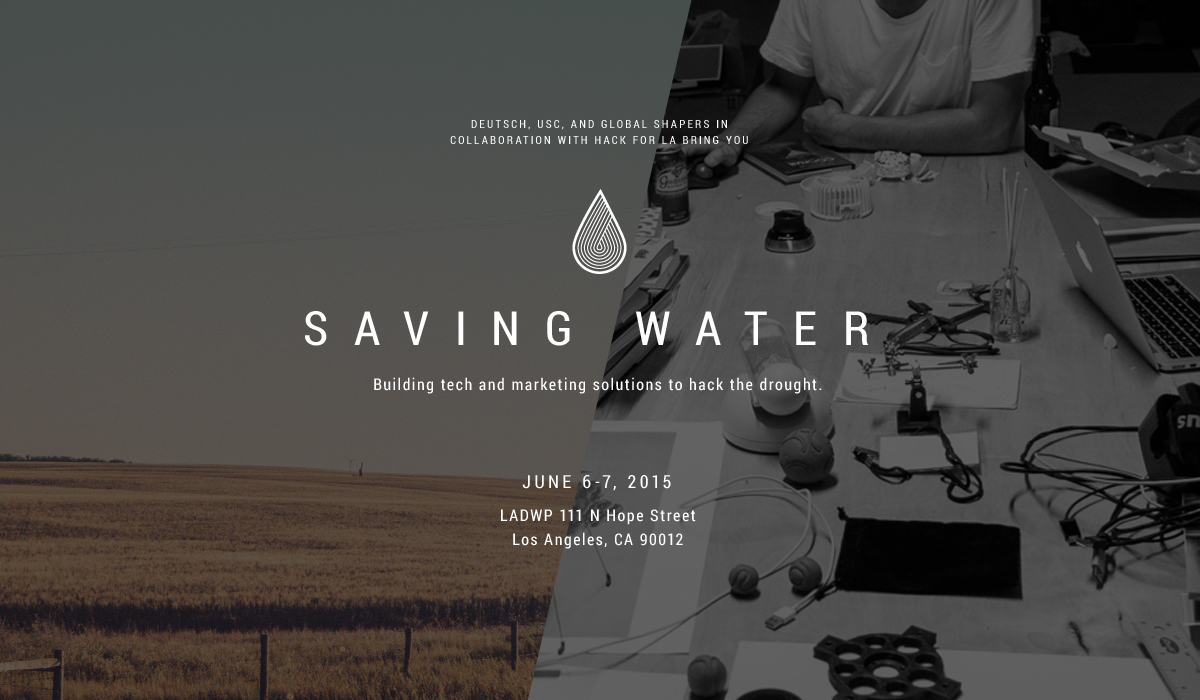 DEUTSCH, USC, AND GLOBAL SHAPERS IN
COLLABORATION WITH HACK FOR LA BRING YOU
SAVING WATER
Building tech and marketing solutions to hack the drought.
JUNE 6-7, 2015
LADWP 111 N Hope Street
Los Angeles, CA 90012